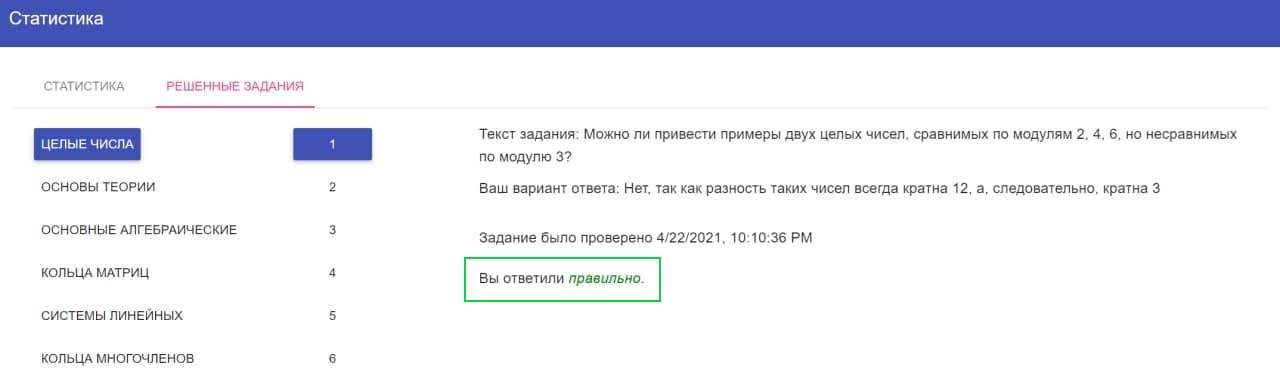 Статистика
СТАТИСТИКА РЕШЕННЫЕ ЗАДАНИЯ
ЦЕЛЫЕ ЧИСЛА 1
ОСНОВЫ ТЕОРИИ 2
ОСНОВНЫЕ АЛГЕБРАИЧЕСКИЕ 3
КОЛЬЦА МАТРИЦ 4
СИСТЕМЫ ЛИНЕЙНЫХ 5
КОЛЬЦА МНОГОЧЛЕНОВ 6
Текст задания: Можно ли привести примеры двух целых чисел, сравнимых по модулям 2, 4, 6, но несравнимых
по модулю 3?
Ваш вариант ответа: Нет, так как разность таких чисел всегда кратна 12, а, следовательно, кратна 3
Задание было проверено 4/22/2021, 10:10:36 PM
Вы ответили правильно.